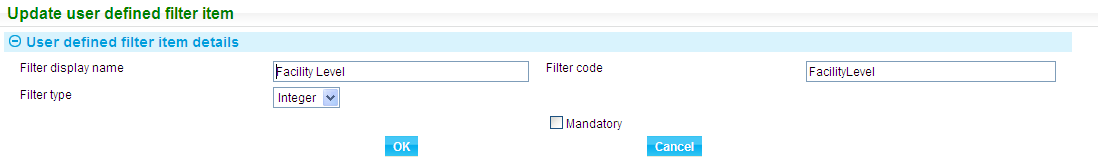 Update user defined filter item
User defined filter item details
Filter display name Facility Level Filter code FacilityLevel
Filter type Integer
Mandatory
OK Cancel